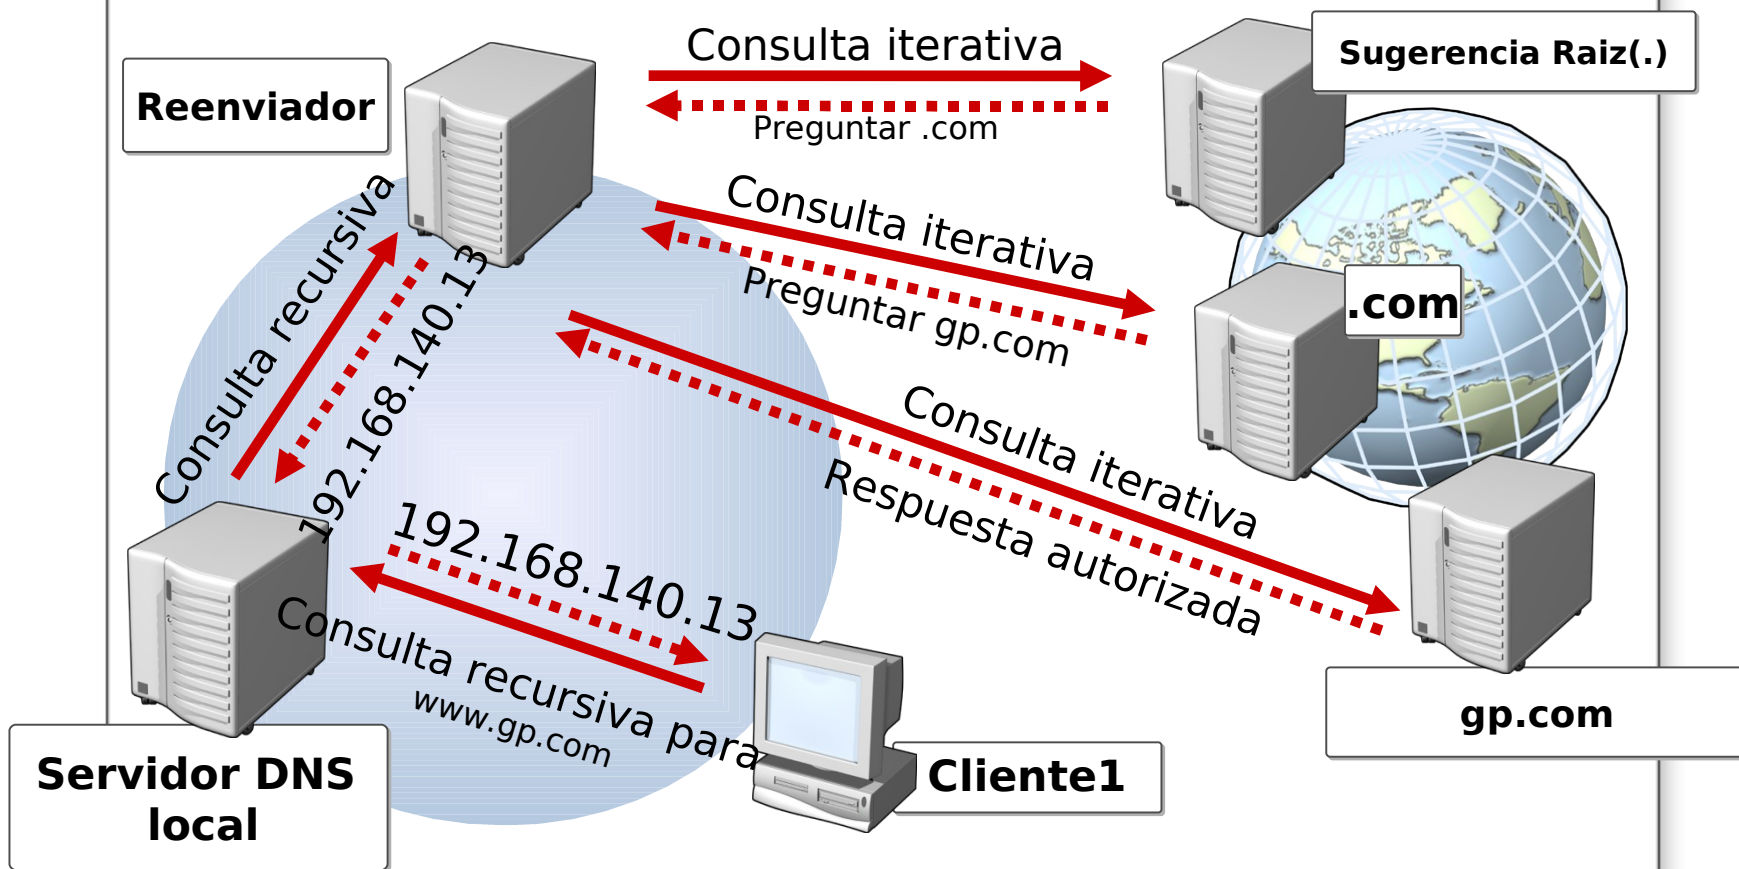 Consulta iterativa
Sugerencia Raiz(.)
Reenviador
Preguntar .com
Consulta iterativa
Preguntar gp.com
.com
Consulta recursiva
192.168.140.13
Consulta iterativa
Respuesta autorizada
192.168.140.13
Consulta recursiva para
www.gp.com
gp.com
Servidor DNS
local
Cliente1